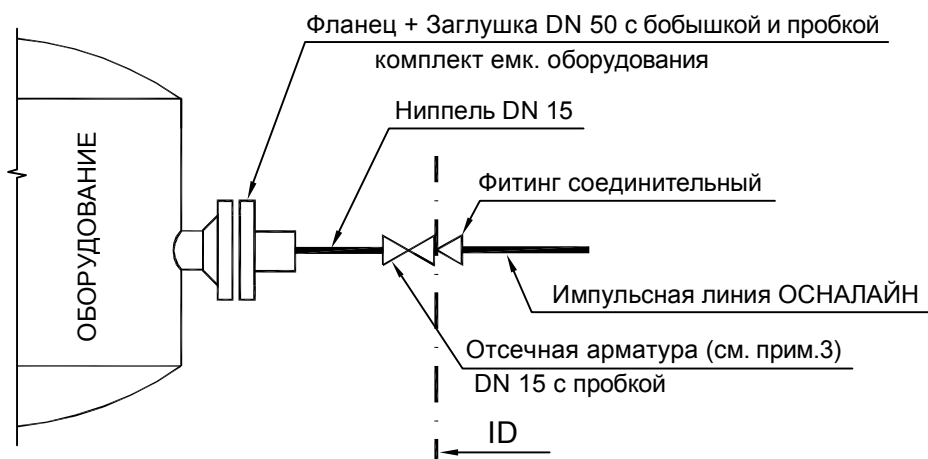 Фланец + Заглушка DN 50 с бобышкой и пробкой
комплект емк. оборудования
Ниппель DN 15
ОБОРУДОВАНИЕ
Фитинг соединительный
Импульсная линия ОСНАЛАЙН
Отсечная арматура (см. прим.3)
DN 15 с пробкой
ID